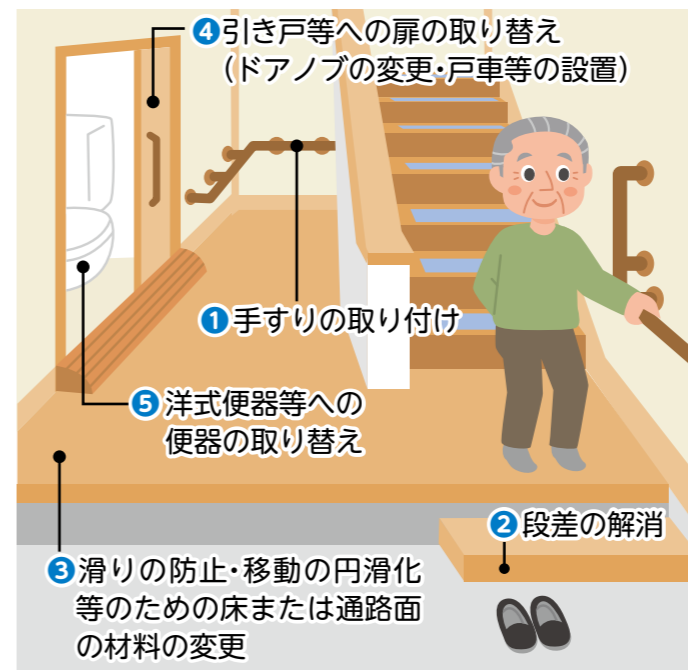 ❹引き戸等への扉の取り替え
（ドアノブの変更・戸車等の設置）
❶手すりの取り付け
❺洋式便器等への
便器の取り替え
❷段差の解消
❸滑りの防止・移動の円滑化
等のための床または通路面
の材料の変更